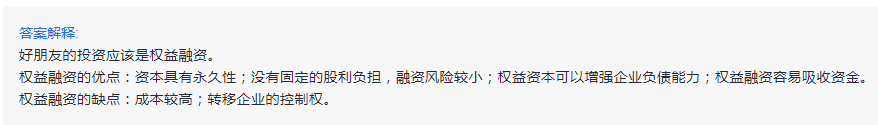 答案解释:
好朋友的投资应该是权益融资。
权益融资的优点：资本具有永久性；没有固定的股利负担，融资风险较小；权益资本可以增强企业负债能力；权益融资容易吸收资金。
权益融资的缺点：成本较高；转移企业的控制权。